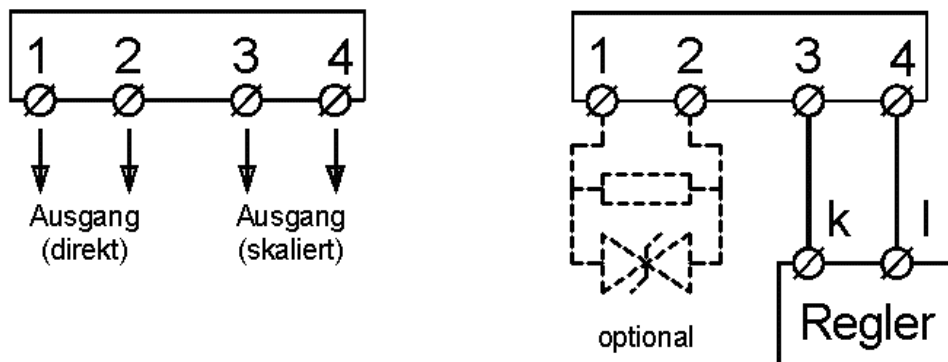 1 2 3 4
Ausgang
(direkt)
Ausgang
(skaliert)
1 2 3 4
k l
Regler
optional